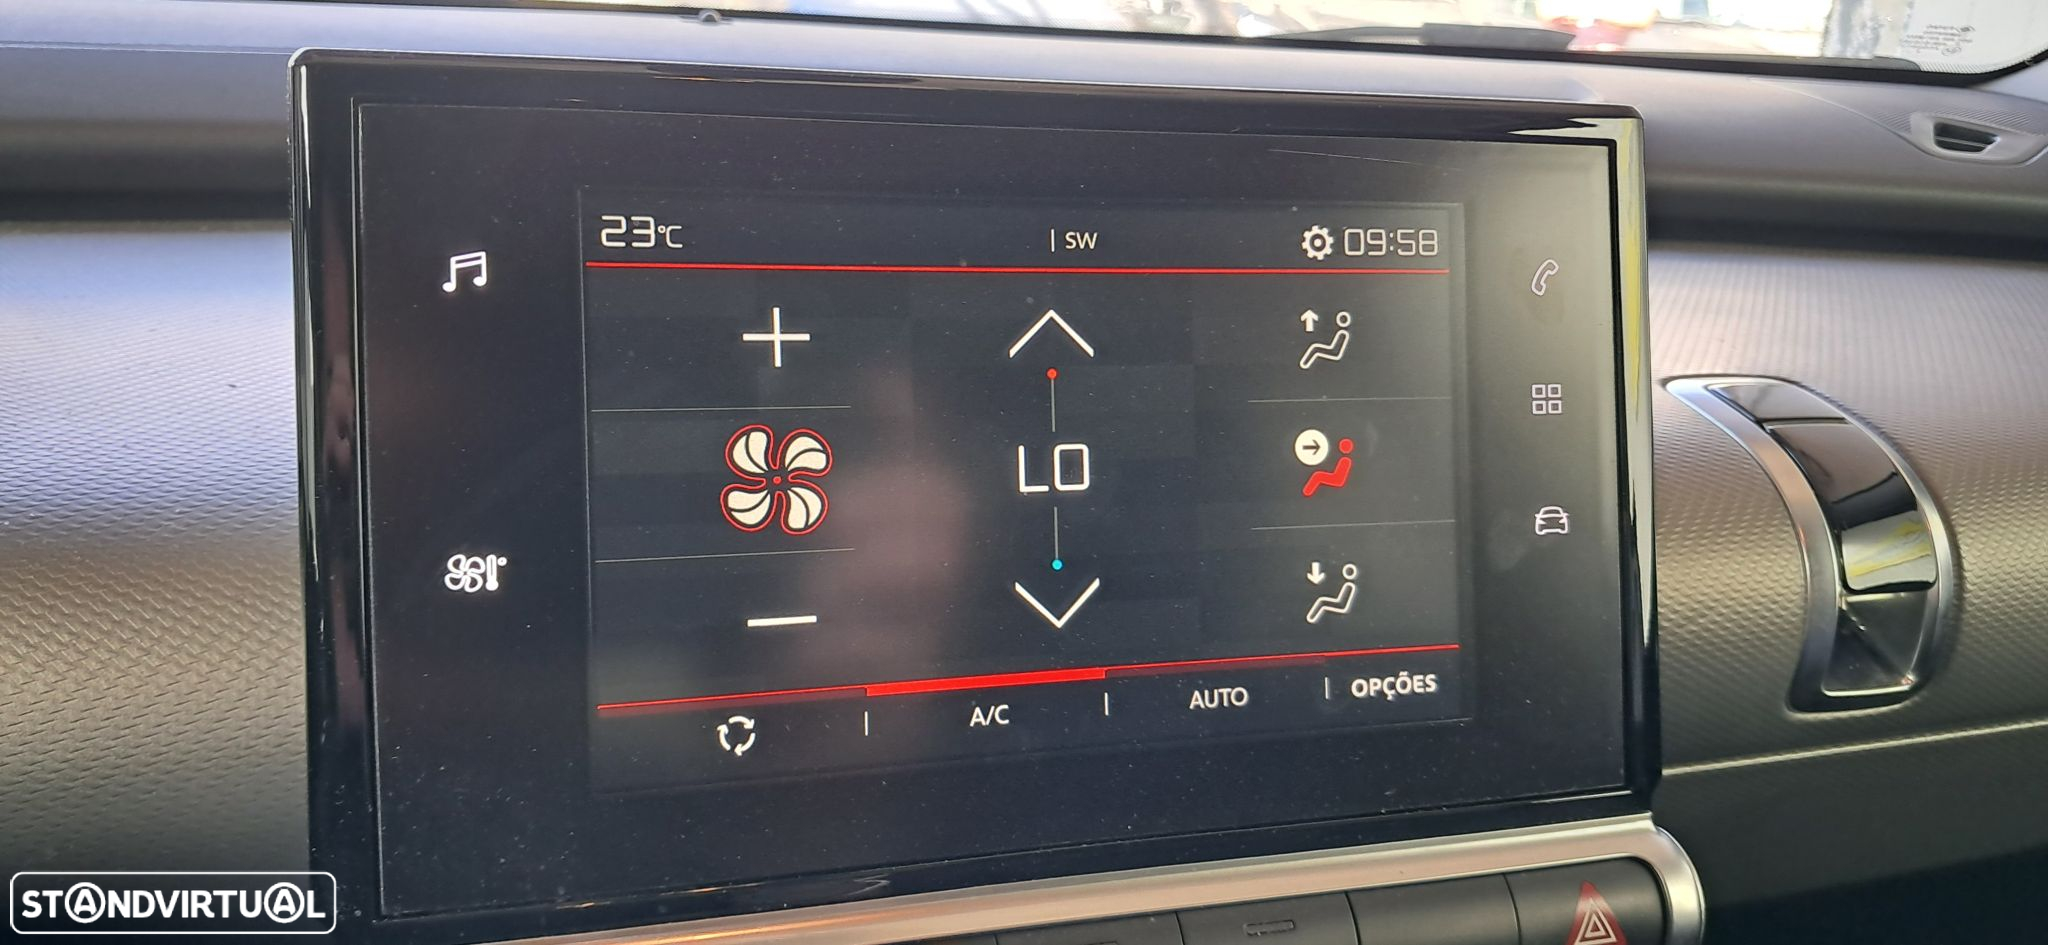 23°C | SW 09:58
LO
A/C | AUTO | OPÇÕES
STANDVIRTUAL